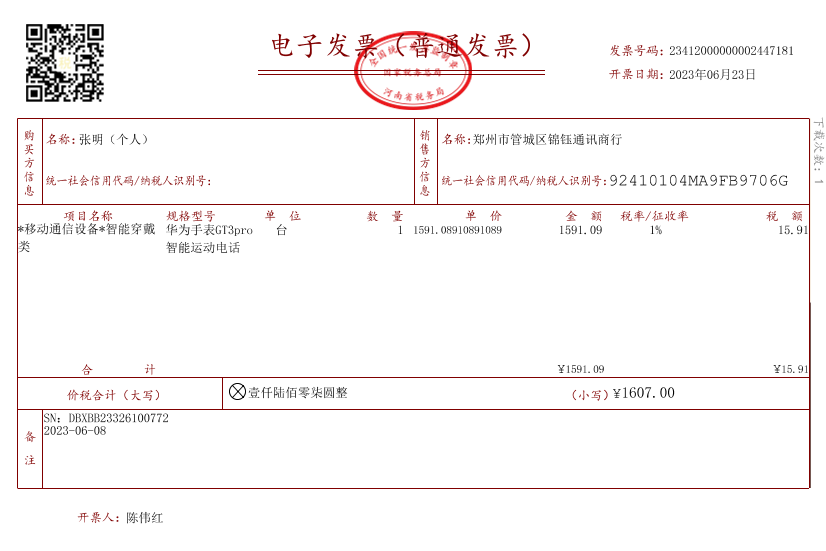 电子发票（普通发票）
全国统一发票监制章
国家税务总局
河南省税务局
发票号码：23412000000002447181
开票日期：2023年06月23日
下载次数：1
购买方信息
名称：张明（个人）
统一社会信用代码/纳税人识别号：
销售方信息
名称：郑州市管城区锦钰通讯商行
统一社会信用代码/纳税人识别号：92410104MA9FB9706G
项目名称 规格型号 单位 数量 单价 金额 税率/征收率 税额
*移动通信设备*智能穿戴 华为手表GT3pro 台 1 1591.08910891089 1591.09 1% 15.91
类 智能运动电话
合计 ¥1591.09 ¥15.91
价税合计（大写） ⊗壹仟陆佰零柒圆整 （小写）¥1607.00
备注
SN：DBXBB23326100772
2023-06-08
开票人：陈伟红